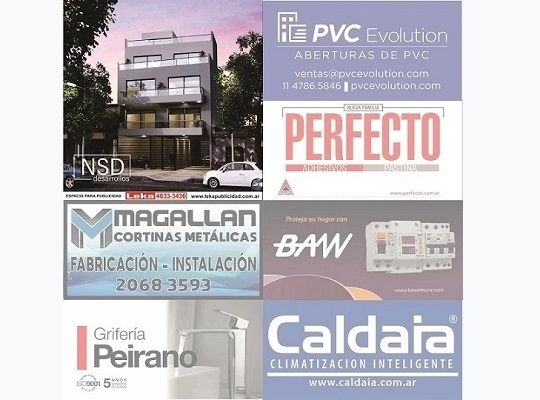 NSD
desarrollos
ESPACIO PARA PUBLICIDAD
Leka 4633-3436
www.lekapublicidad.com.ar
PVC Evolution
ABERTURAS DE PVC
ventas@pvcevolution.com
11 4786.5846 | pvcevolution.com
NUEVA FAMILIA
PERFECTO
ADHESIVOS
PASTINA
www.perfecto.com.ar
MAGALLAN
CORTINAS METÁLICAS
FABRICACIÓN - INSTALACIÓN
2068 3593
Proteja su hogar con
BAW
www.bawelectric.com
Grifería
Peirano
ISO9001 5 AÑOS
Caldaia®
CLIMATIZACION INTELIGENTE
www.caldaia.com.ar